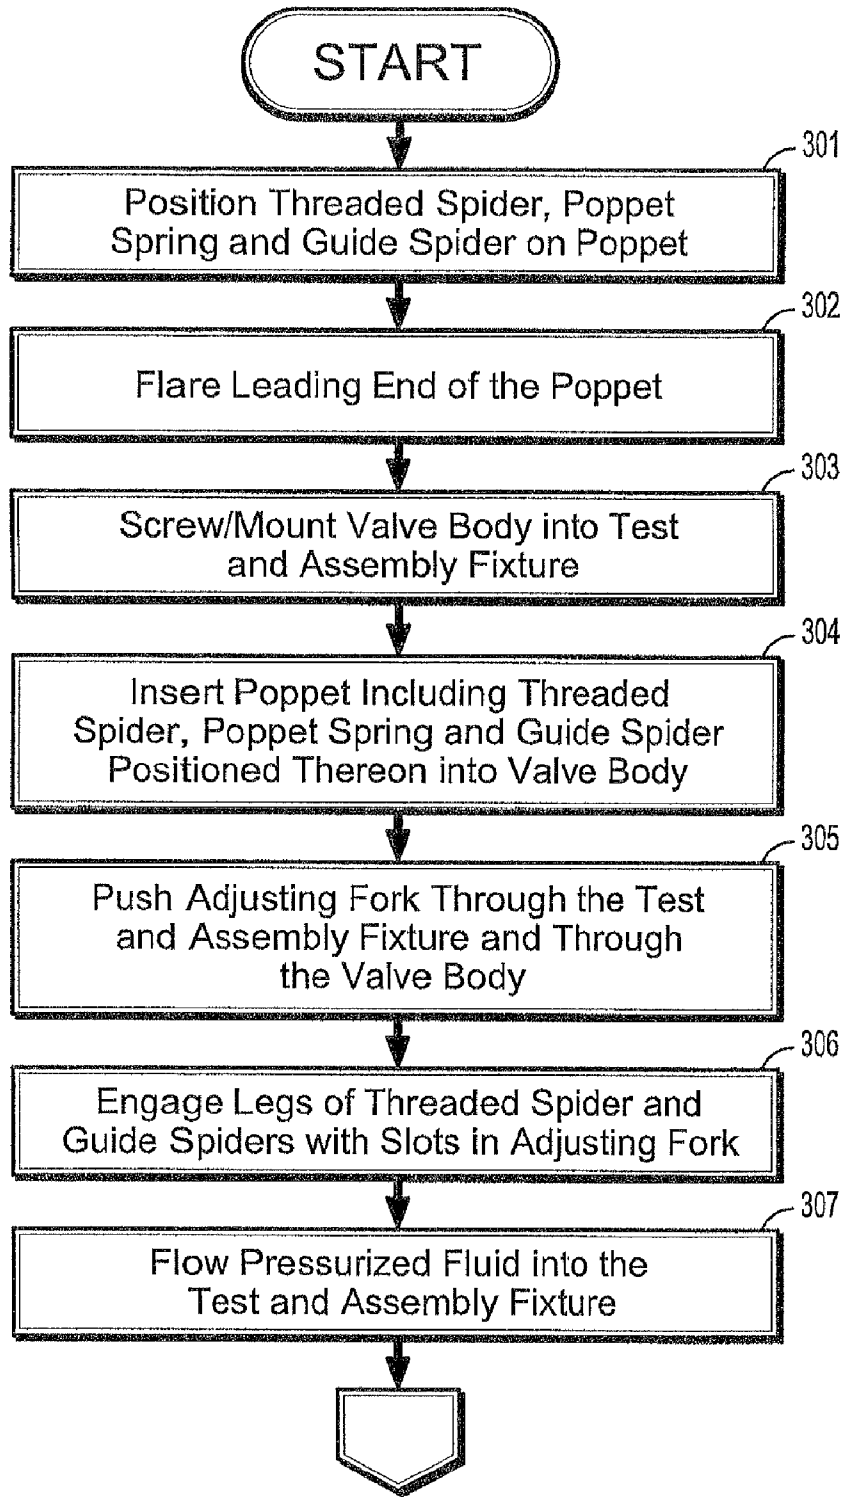 START
301
Position Threaded Spider, Poppet
Spring and Guide Spider on Poppet
302
Flare Leading End of the Poppet
303
Screw/Mount Valve Body into Test
and Assembly Fixture
304
Insert Poppet Including Threaded
Spider, Poppet Spring and Guide Spider
Positioned Thereon into Valve Body
305
Push Adjusting Fork Through the Test
and Assembly Fixture and Through
the Valve Body
306
Engage Legs of Threaded Spider and
Guide Spiders with Slots in Adjusting Fork
307
Flow Pressurized Fluid into the
Test and Assembly Fixture